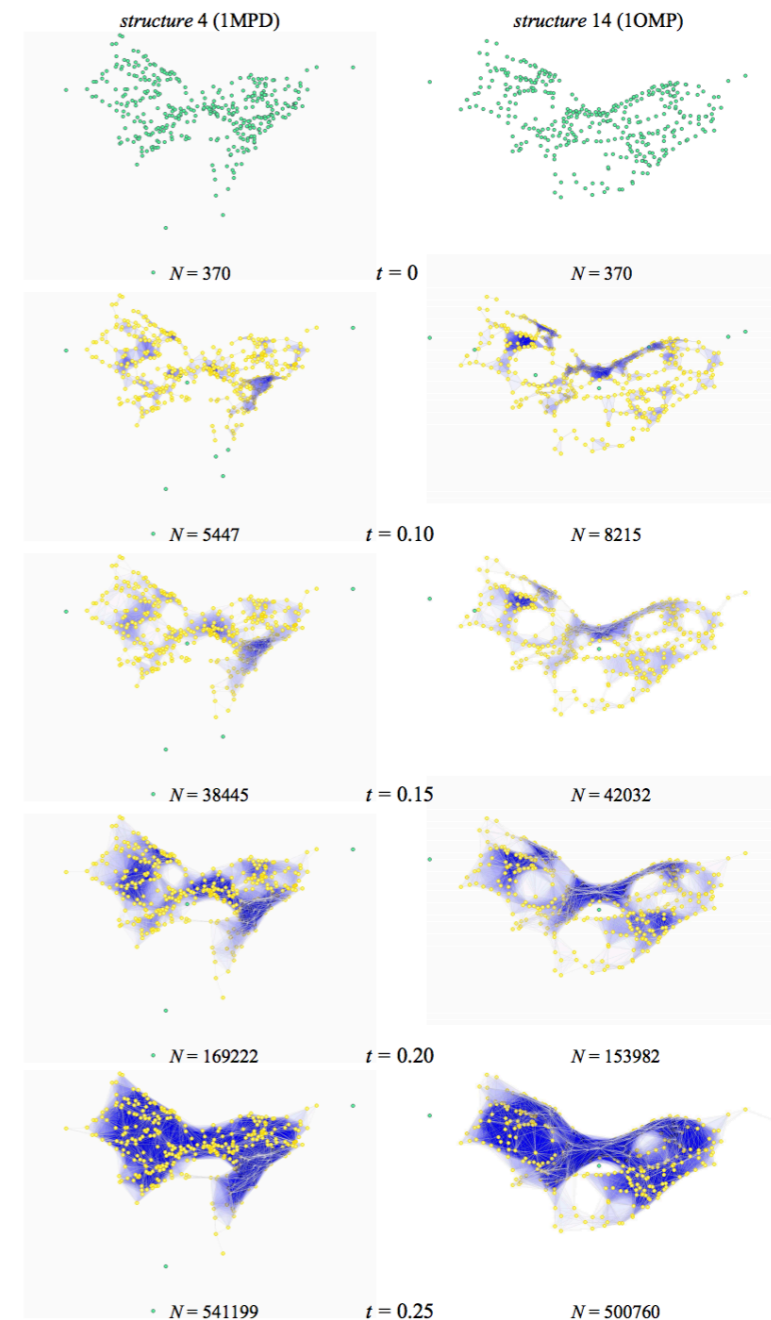 structure 4 (1MPD) structure 14 (1OMP)
N = 370 t = 0 N = 370
N = 5447 t = 0.10 N = 8215
N = 38445 t = 0.15 N = 42032
N = 169222 t = 0.20 N = 153982
N = 541199 t = 0.25 N = 500760